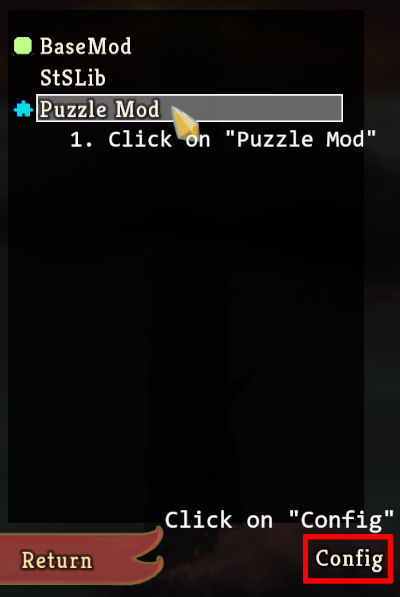 BaseMod
StSLib
Puzzle Mod
1. Click on "Puzzle Mod"
Click on "Config"
Return
Config